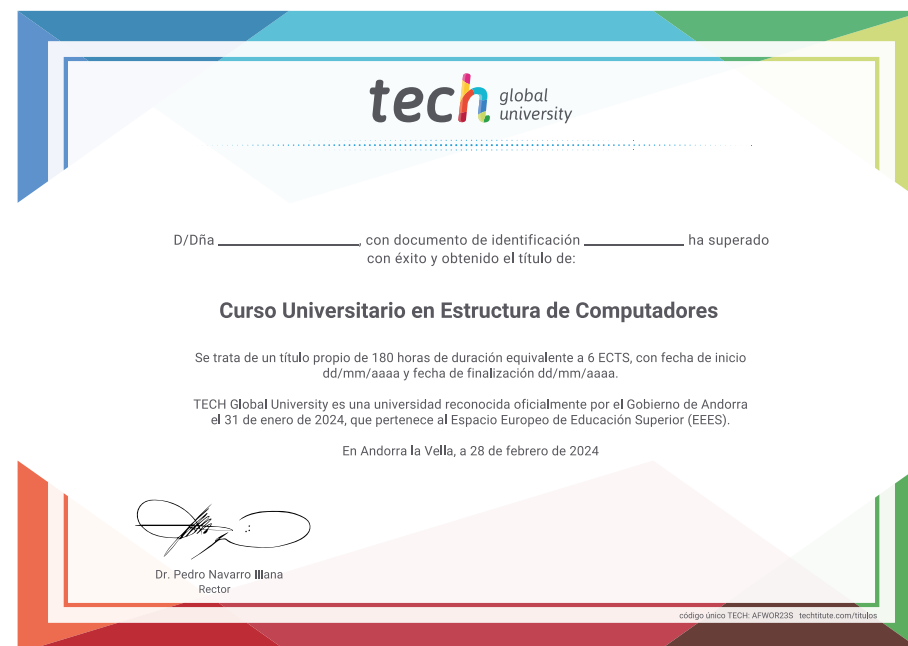 tech global university
D/Dña ____________________, con documento de identificación ______________ ha superado
con éxito y obtenido el título de:
Curso Universitario en Estructura de Computadores
Se trata de un título propio de 180 horas de duración equivalente a 6 ECTS, con fecha de inicio
dd/mm/aaaa y fecha de finalización dd/mm/aaaa.
TECH Global University es una universidad reconocida oficialmente por el Gobierno de Andorra
el 31 de enero de 2024, que pertenece al Espacio Europeo de Educación Superior (EEES).
En Andorra la Vella, a 28 de febrero de 2024
Dr. Pedro Navarro Illana
Rector
código único TECH: AFWOR23S techtitute.com/titulos